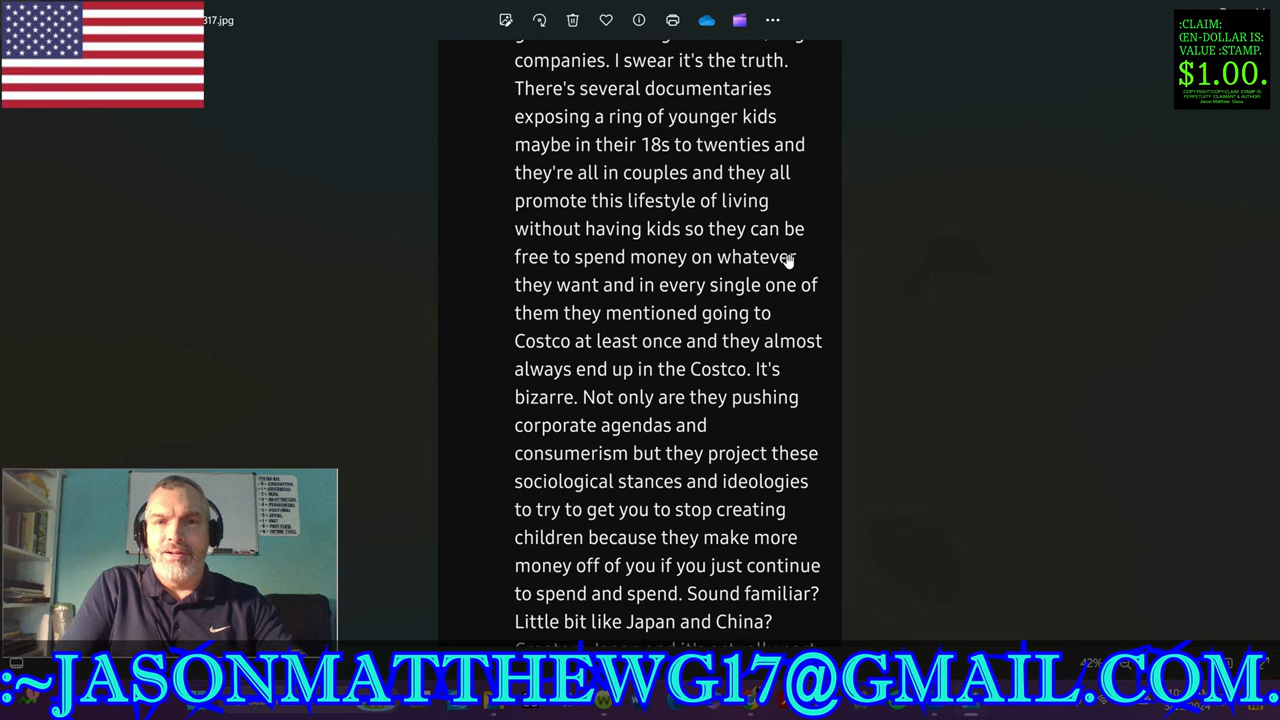 317.jpg
:CLAIM:
ŒN-DOLLAR IS:
VALUE :STAMP.
$1.00.
Jason-Matthew: Glass
companies. I swear it's the truth.
There's several documentaries
exposing a ring of younger kids
maybe in their 18s to twenties and
they're all in couples and they all
promote this lifestyle of living
without having kids so they can be
free to spend money on whatever
they want and in every single one of
them they mentioned going to
Costco at least once and they almost
always end up in the Costco. It's
bizarre. Not only are they pushing
corporate agendas and
consumerism but they project these
sociological stances and ideologies
to try to get you to stop creating
children because they make more
money off of you if you just continue
to spend and spend. Sound familiar?
Little bit like Japan and China?
42%
:~JASONMATTHEWG17@GMAIL.COM.